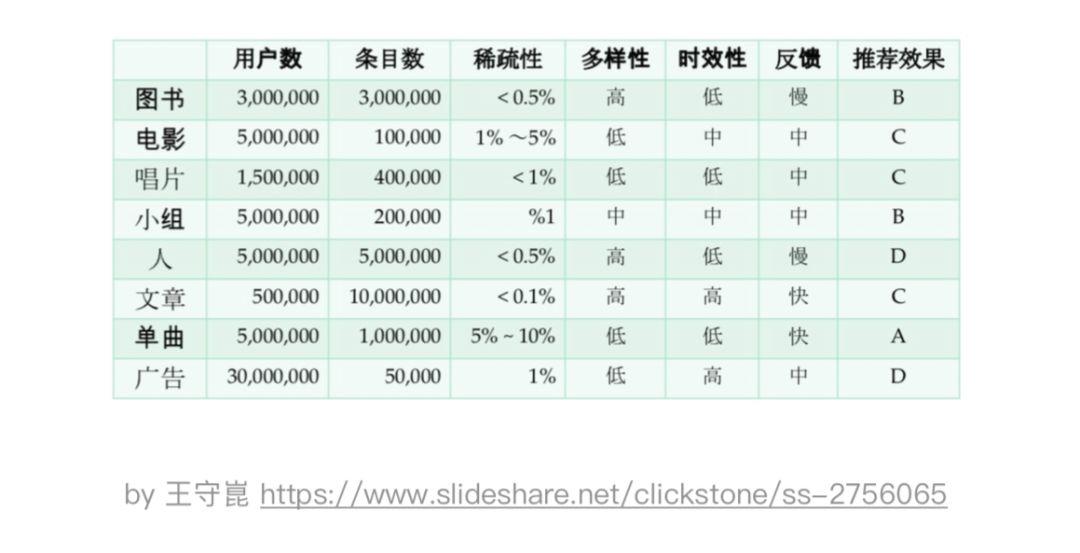 用户数 条目数 稀疏性 多样性 时效性 反馈 推荐效果
图书 3,000,000 3,000,000 < 0.5% 高 低 慢 B
电影 5,000,000 100,000 1% ～5% 低 中 中 C
唱片 1,500,000 400,000 < 1% 低 低 中 C
小组 5,000,000 200,000 %1 中 中 中 B
人 5,000,000 5,000,000 < 0.5% 高 低 慢 D
文章 500,000 10,000,000 < 0.1% 高 高 快 C
单曲 5,000,000 1,000,000 5% ~ 10% 低 低 快 A
广告 30,000,000 50,000 1% 低 高 中 D
by 王守崑 https://www.slideshare.net/clickstone/ss-2756065